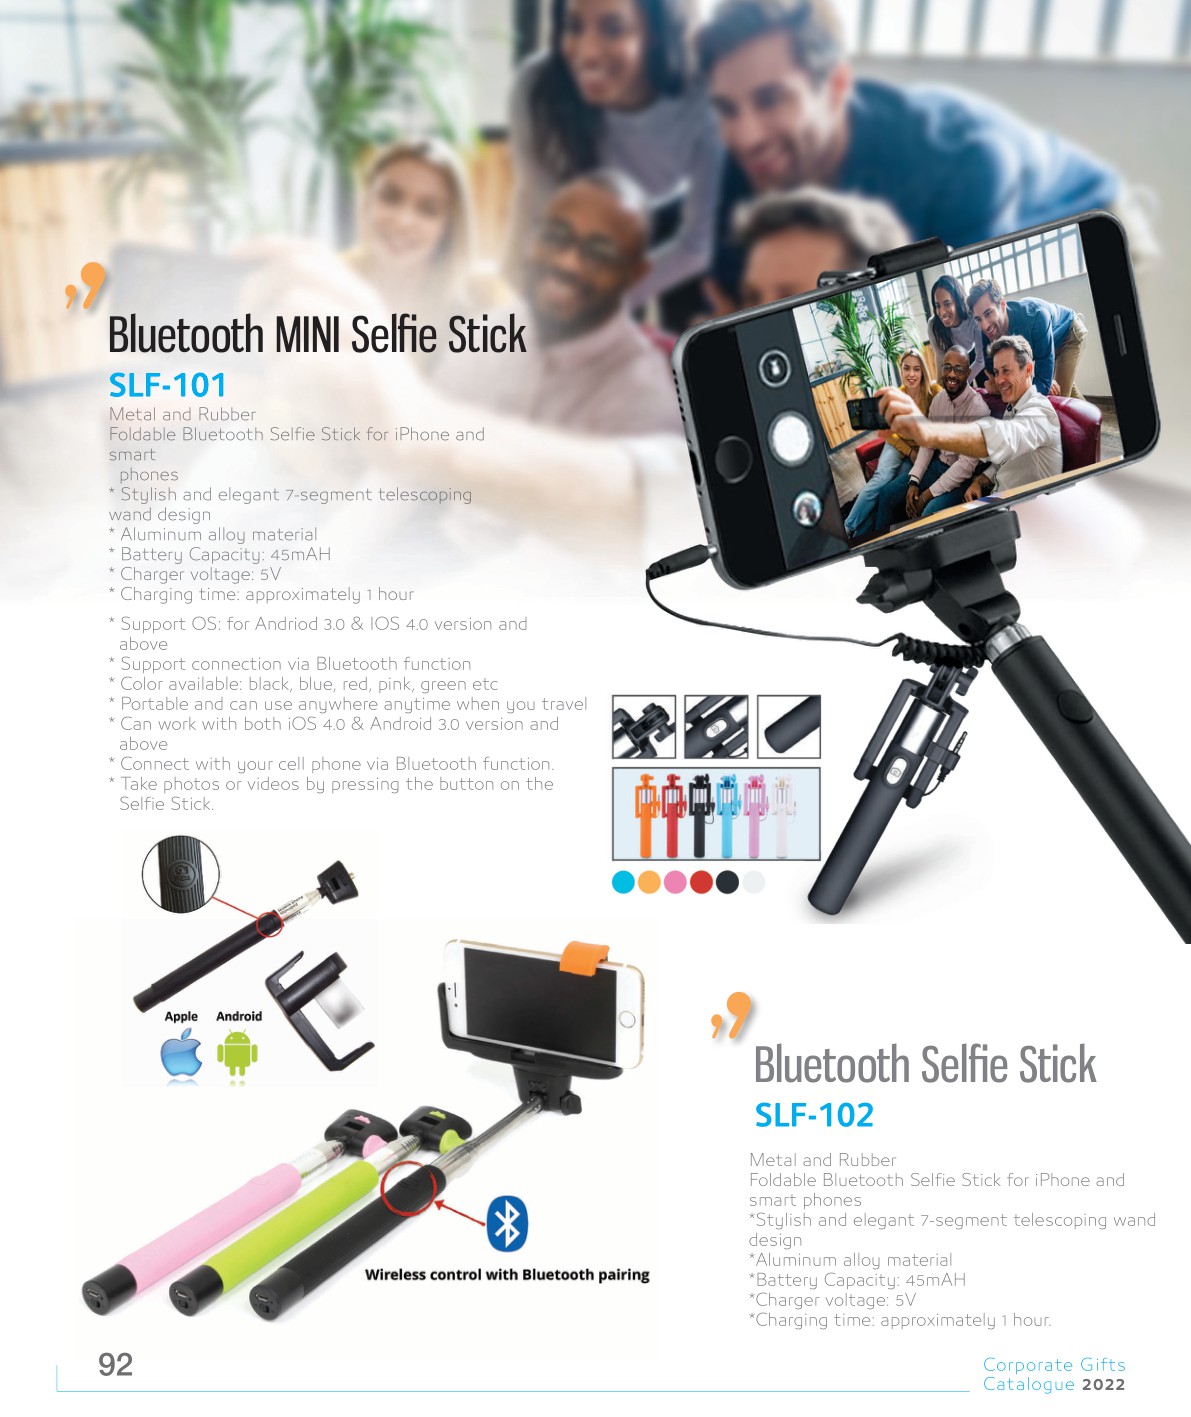 Bluetooth MINI Selfie Stick
SLF-101
Metal and Rubber
Foldable Bluetooth Selfie Stick for iPhone and
smart
phones
* Stylish and elegant 7-segment telescoping
wand design
* Aluminum alloy material
* Battery Capacity: 45mAH
* Charger voltage: 5V
* Charging time: approximately 1 hour
* Support OS: for Andriod 3.0 & IOS 4.0 version and
above
* Support connection via Bluetooth function
* Color available: black, blue, red, pink, green etc
* Portable and can use anywhere anytime when you travel
* Can work with both iOS 4.0 & Android 3.0 version and
above
* Connect with your cell phone via Bluetooth function.
* Take photos or videos by pressing the button on the
Selfie Stick.
Apple Android
Wireless control with Bluetooth pairing
Bluetooth Selfie Stick
SLF-102
Metal and Rubber
Foldable Bluetooth Selfie Stick for iPhone and
smart phones
*Stylish and elegant 7-segment telescoping wand
design
*Aluminum alloy material
*Battery Capacity: 45mAH
*Charger voltage: 5V
*Charging time: approximately 1 hour.
92
Corporate Gifts
Catalogue 2022